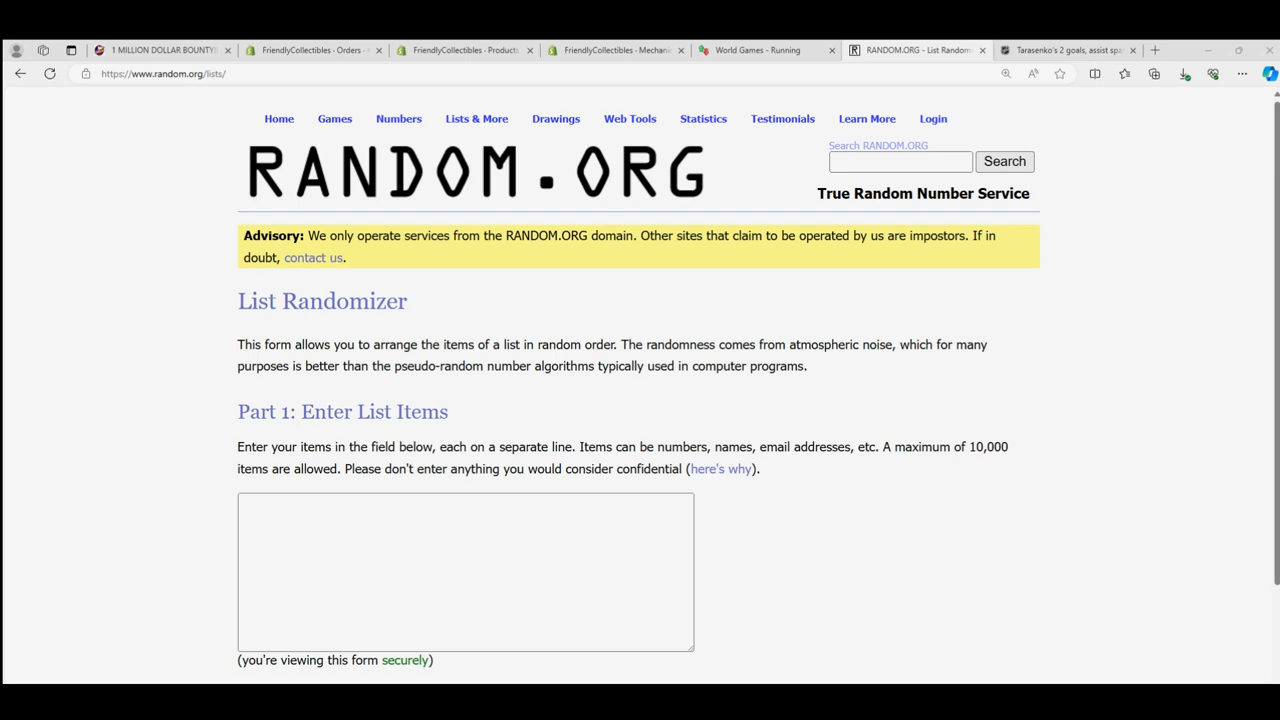 1 MILLION DOLLAR BOUNTY!
FriendlyCollectibles - Orders -
FriendlyCollectibles - Products
FriendlyCollectibles - Mechani
World Games - Running
RANDOM.ORG - List Random
Tarasenko's 2 goals, assist spa
https://www.random.org/lists/
Home Games Numbers Lists & More Drawings Web Tools Statistics Testimonials Learn More Login
RANDOM.ORG
Search RANDOM.ORG
Search
True Random Number Service
Advisory: We only operate services from the RANDOM.ORG domain. Other sites that claim to be operated by us are impostors. If in
doubt, contact us.
List Randomizer
This form allows you to arrange the items of a list in random order. The randomness comes from atmospheric noise, which for many
purposes is better than the pseudo-random number algorithms typically used in computer programs.
Part 1: Enter List Items
Enter your items in the field below, each on a separate line. Items can be numbers, names, email addresses, etc. A maximum of 10,000
items are allowed. Please don't enter anything you would consider confidential (here's why).
(you're viewing this form securely)